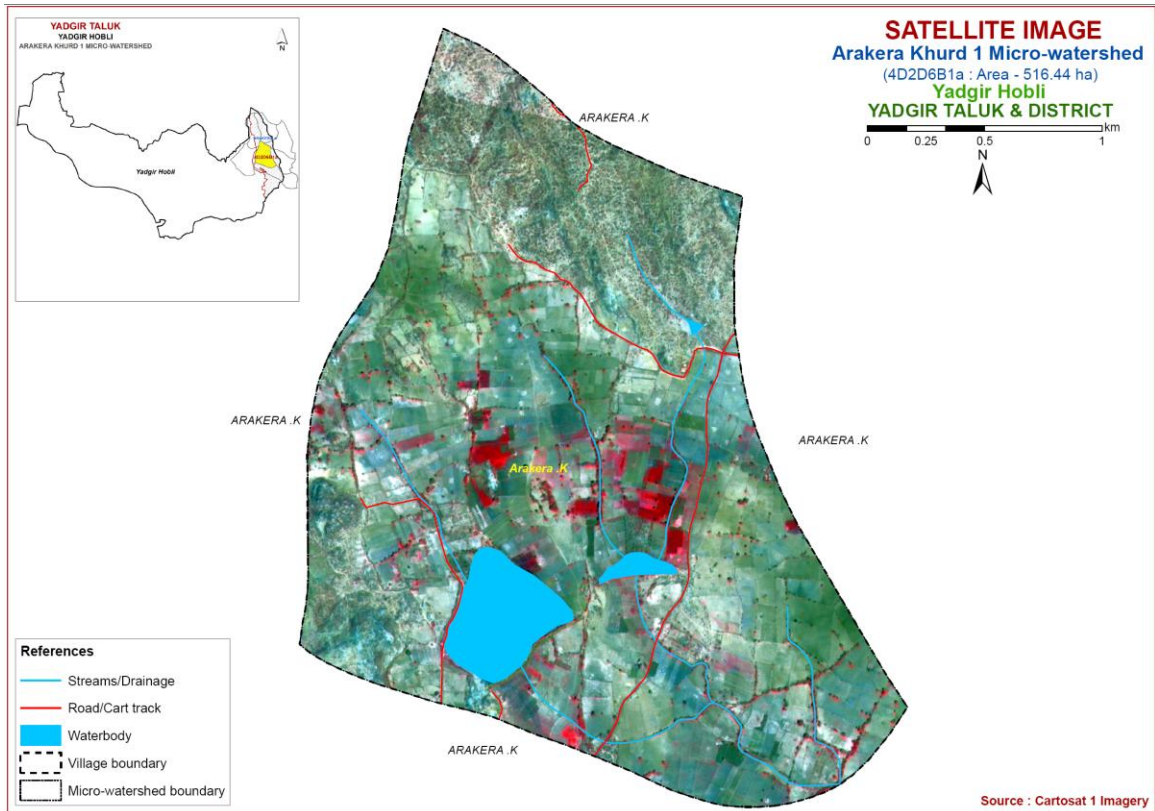 YADGIR TALUK
YADGIR HOBLI
ARAKERA KHURD 1 MICRO-WATERSHED
N
Yadgir Hobli
SATELLITE IMAGE
Arakera Khurd 1 Micro-watershed
(4D2D6B1a : Area - 516.44 ha)
Yadgir Hobli
YADGIR TALUK & DISTRICT
km
0 0.25 0.5 1
N
ARAKERA .K
ARAKERA .K
ARAKERA .K
Arakera .K
ARAKERA .K
References
Streams/Drainage
Road/Cart track
Waterbody
Village boundary
Micro-watershed boundary
Source : Cartosat 1 Imagery